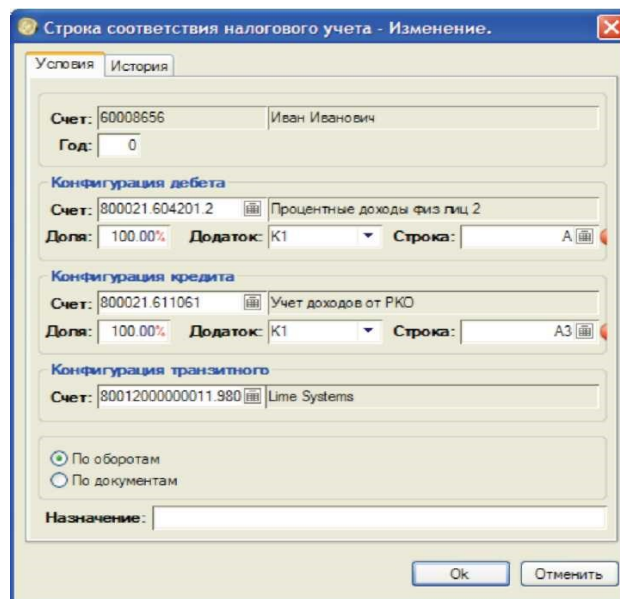 Строка соответствия налогового учета - Изменение.
Условия История
Счет: 60008656 Иван Иванович
Год: 0
Конфигурация дебета
Счет: 800021.604201.2 Процентные доходы физ лиц 2
Доля: 100.00% Додаток: К1 Строка: А
Конфигурация кредита
Счет: 800021.611061 Учет доходов от РКО
Доля: 100.00% Додаток: К1 Строка: А3
Конфигурация транзитного
Счет: 80012000000011.980 Lime Systems
По оборотам
По документам
Назначение:
Ok Отменить